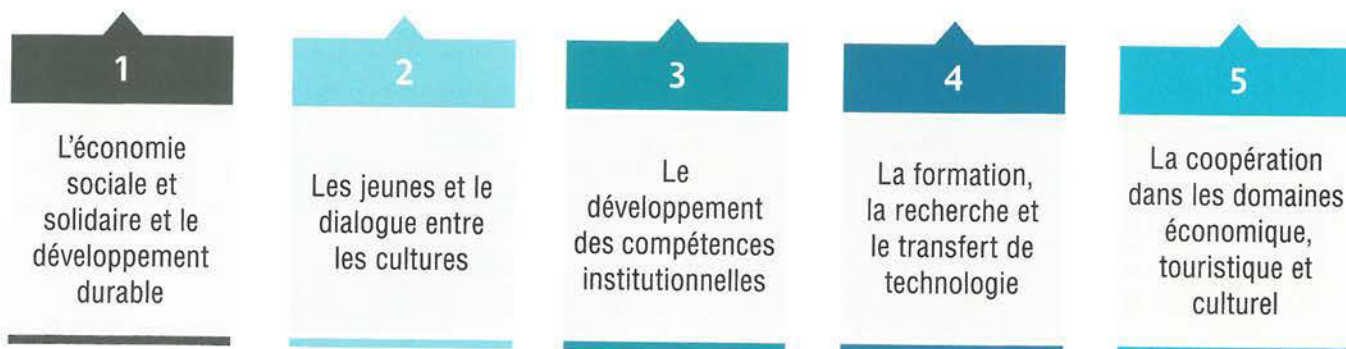 1
L'économie
sociale et
solidaire et le
développement
durable
2
Les jeunes et le
dialogue entre
les cultures
3
Le
développement
des compétences
institutionnelles
4
La formation,
la recherche et
le transfert de
technologie
5
La coopération
dans les domaines
économique,
touristique et
culturel